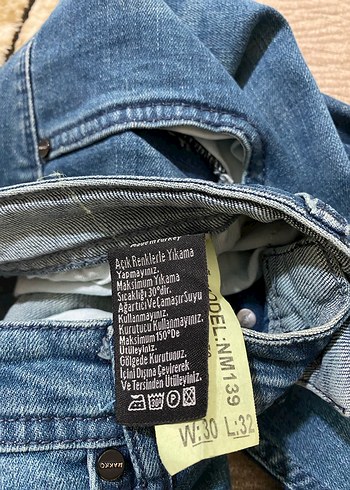 Made in Turkey
Açık Renklerle Yıkama
Yapmayınız.
Maksimum Yıkama
Sıcaklığı 30°dir.
Ağartıcı Ve Çamaşır Suyu
Kullanmayınız.
Kurutucu Kullanmayınız.
Maksimum 150°De
Ütüleyiniz.
Gölgede Kurutunuz.
İçini Dışına Çevirerek
Ve Tersinden Ütüleyiniz.
MODEL:NM139
W:30 L:32